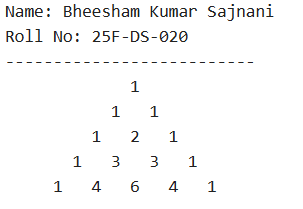 Name: Bheesham Kumar Sajnani
Roll No: 25F-DS-020
--------------------------
1
1 1
1 2 1
1 3 3 1
1 4 6 4 1